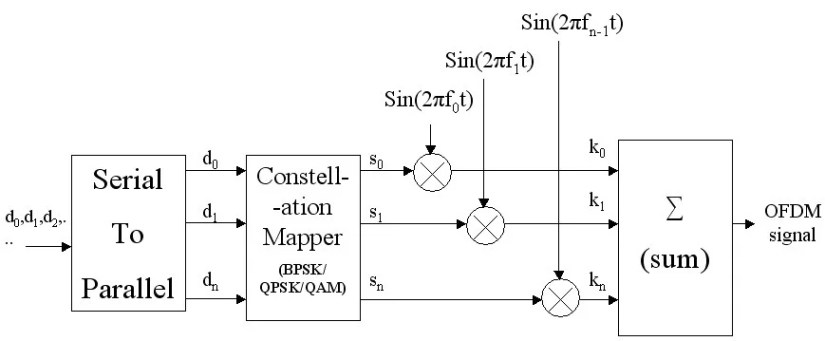 Sin(2πf_{n-1}t)
Sin(2πf_1t)
Sin(2πf_0t)
d_0,d_1,d_2,.
..
Serial
To
Parallel
d_0
d_1
d_n
Constell-
-ation
Mapper
(BPSK/
QPSK/QAM)
s_0
s_1
s_n
k_0
k_1
k_n
Σ
(sum)
OFDM
signal